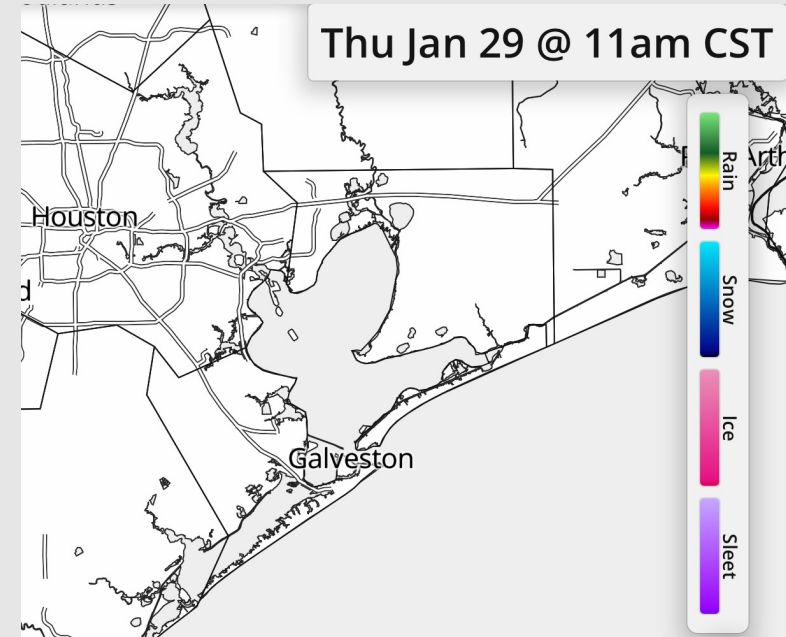 Thu Jan 29 @ 11am CST
Rain
Houston
Snow
Ice
Galveston
Sleet